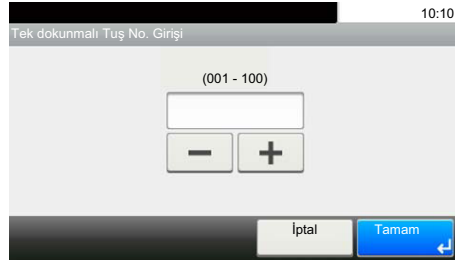 10:10
Tek dokunmalı Tuş No. Girişi
(001 - 100)
İptal
Tamam